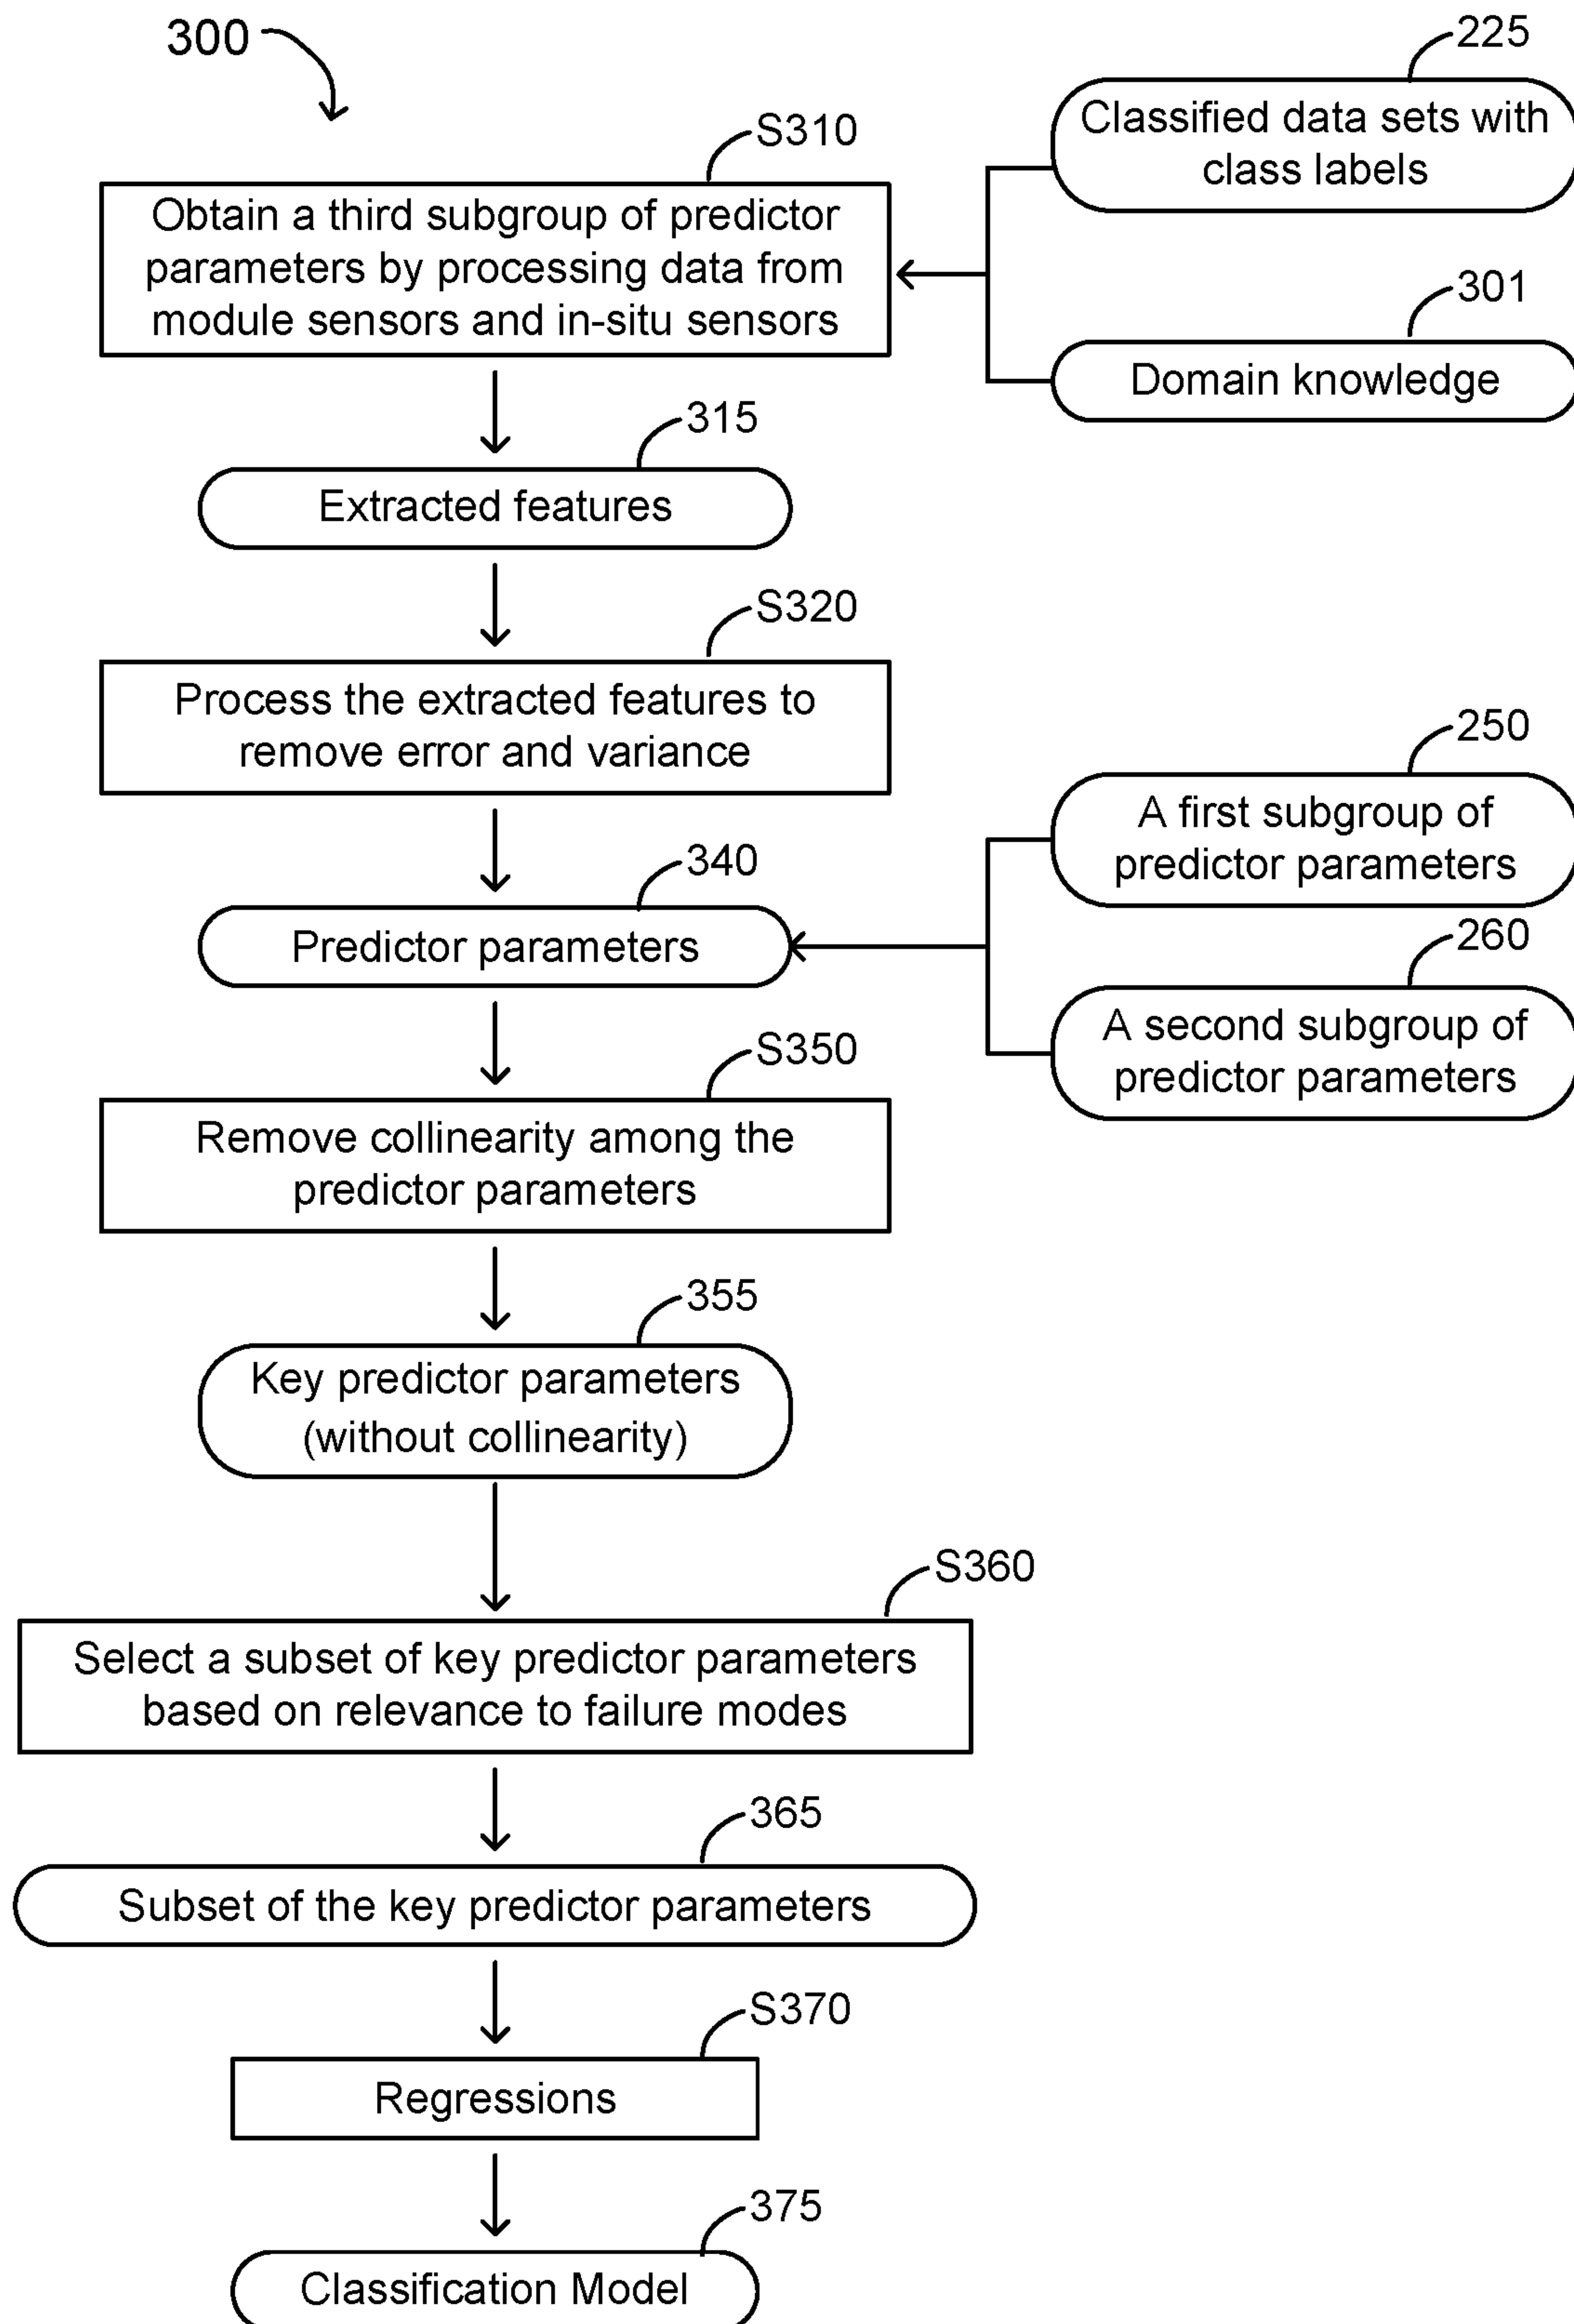 300
225
Classified data sets with
class labels
S310
Obtain a third subgroup of predictor
parameters by processing data from
module sensors and in-situ sensors
301
Domain knowledge
315
Extracted features
S320
Process the extracted features to
remove error and variance
250
A first subgroup of
predictor parameters
340
Predictor parameters
260
A second subgroup of
predictor parameters
S350
Remove collinearity among the
predictor parameters
355
Key predictor parameters
(without collinearity)
S360
Select a subset of key predictor parameters
based on relevance to failure modes
365
Subset of the key predictor parameters
S370
Regressions
375
Classification Model